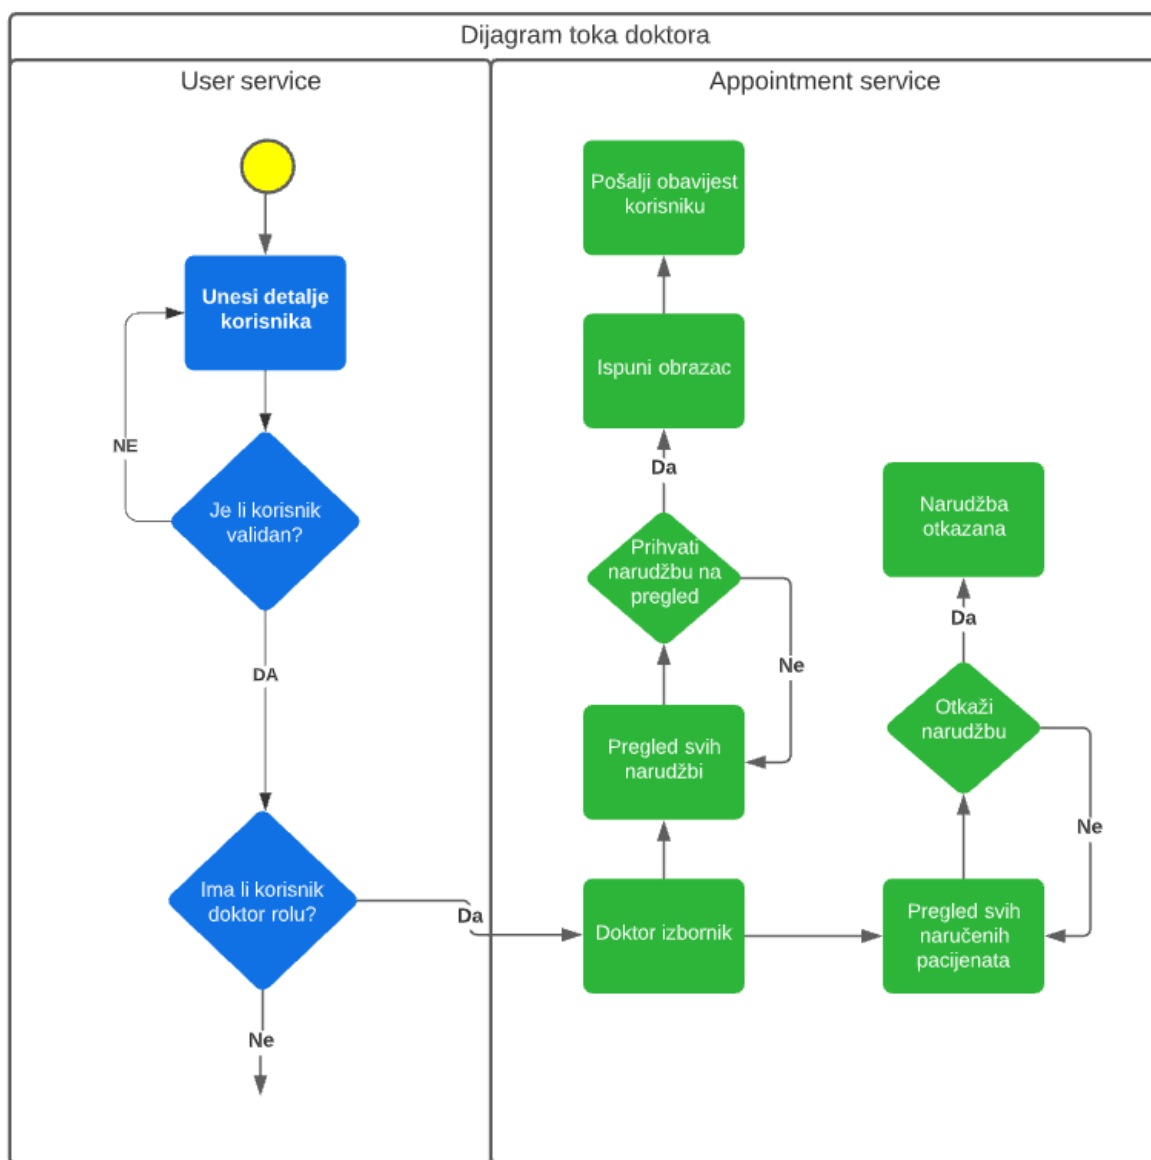 Dijagram toka doktora
User service
Unesi detalje
korisnika
NE
Je li korisnik
validan?
DA
Ima li korisnik
doktor rolu?
Da
Ne
Appointment service
Pošalji obavijest
korisniku
Ispuni obrazac
Da
Prihvati
narudžbu na
pregled
Ne
Pregled svih
narudžbi
Doktor izbornik
Narudžba
otkazana
Da
Otkaži
narudžbu
Ne
Pregled svih
naručenih
pacijenata